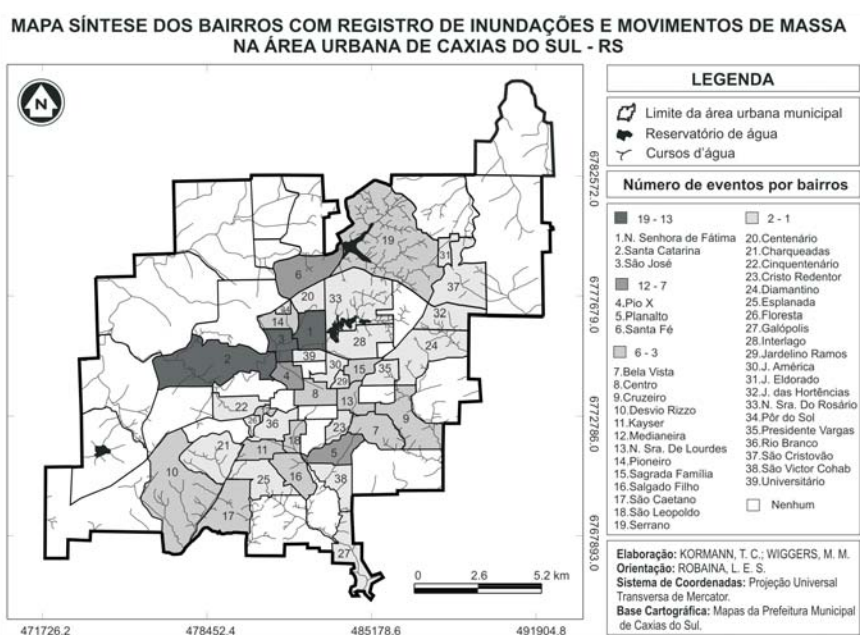 MAPA SÍNTESE DOS BAIRROS COM REGISTRO DE INUNDAÇÕES E MOVIMENTOS DE MASSA
NA ÁREA URBANA DE CAXIAS DO SUL - RS
N
19
31
6
37
20
33
34
14
1
32
3
28
24
2
39
30
15
35
4
29
8
13
22
9
26
36
23
7
18
21
11
5
10
16
38
25
17
27
0 2.6 5.2 km
6782572.0
6777679.0
6772786.0
6767893.0
471726.2
478452.4
485178.6
491904.8
LEGENDA
Limite da área urbana municipal
Reservatório de água
Cursos d'água
Número de eventos por bairros
19 - 13
1.N. Senhora de Fátima
2.Santa Catarina
3.São José
12 - 7
4.Pio X
5.Planalto
6.Santa Fé
6 - 3
7.Bela Vista
8.Centro
9.Cruzeiro
10.Desvio Rizzo
11.Kayser
12.Medianeira
13.N. Sra. De Lourdes
14.Pioneiro
15.Sagrada Família
16.Salgado Filho
17.São Caetano
18.São Leopoldo
19.Serrano
2 - 1
20.Centenário
21.Charqueadas
22.Cinquentenário
23.Cristo Redentor
24.Diamantino
25.Esplanada
26.Floresta
27.Galópolis
28.Interlago
29.Jardelino Ramos
30.J. América
31.J. Eldorado
32.J. das Hortências
33.N. Sra. Do Rosário
34.Pôr do Sol
35.Presidente Vargas
36.Rio Branco
37.São Cristovão
38.São Victor Cohab
39.Universitário
Nenhum
Elaboração: KORMANN, T. C.; WIGGERS, M. M.
Orientação: ROBAINA, L. E. S.
Sistema de Coordenadas: Projeção Universal
Transversa de Mercator.
Base Cartográfica: Mapas da Prefeitura Municipal
de Caxias do Sul.